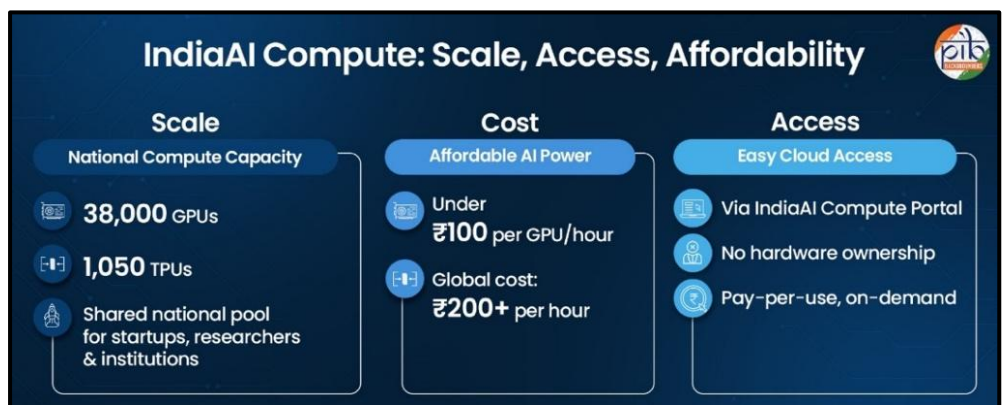 IndiaAI Compute: Scale, Access, Affordability
pib
Scale
National Compute Capacity
38,000 GPUs
1,050 TPUs
Shared national pool
for startups, researchers
& institutions
Cost
Affordable AI Power
Under
₹100 per GPU/hour
Global cost:
₹200+ per hour
Access
Easy Cloud Access
Via IndiaAI Compute Portal
No hardware ownership
Pay-per-use, on-demand